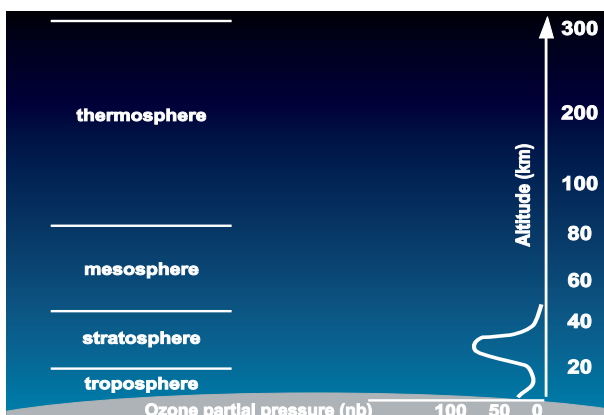 300
thermosphere
200
Altitude (km)
100
80
mesosphere
60
40
stratosphere
20
troposphere
Ozone partial pressure (nb) 100 50 0